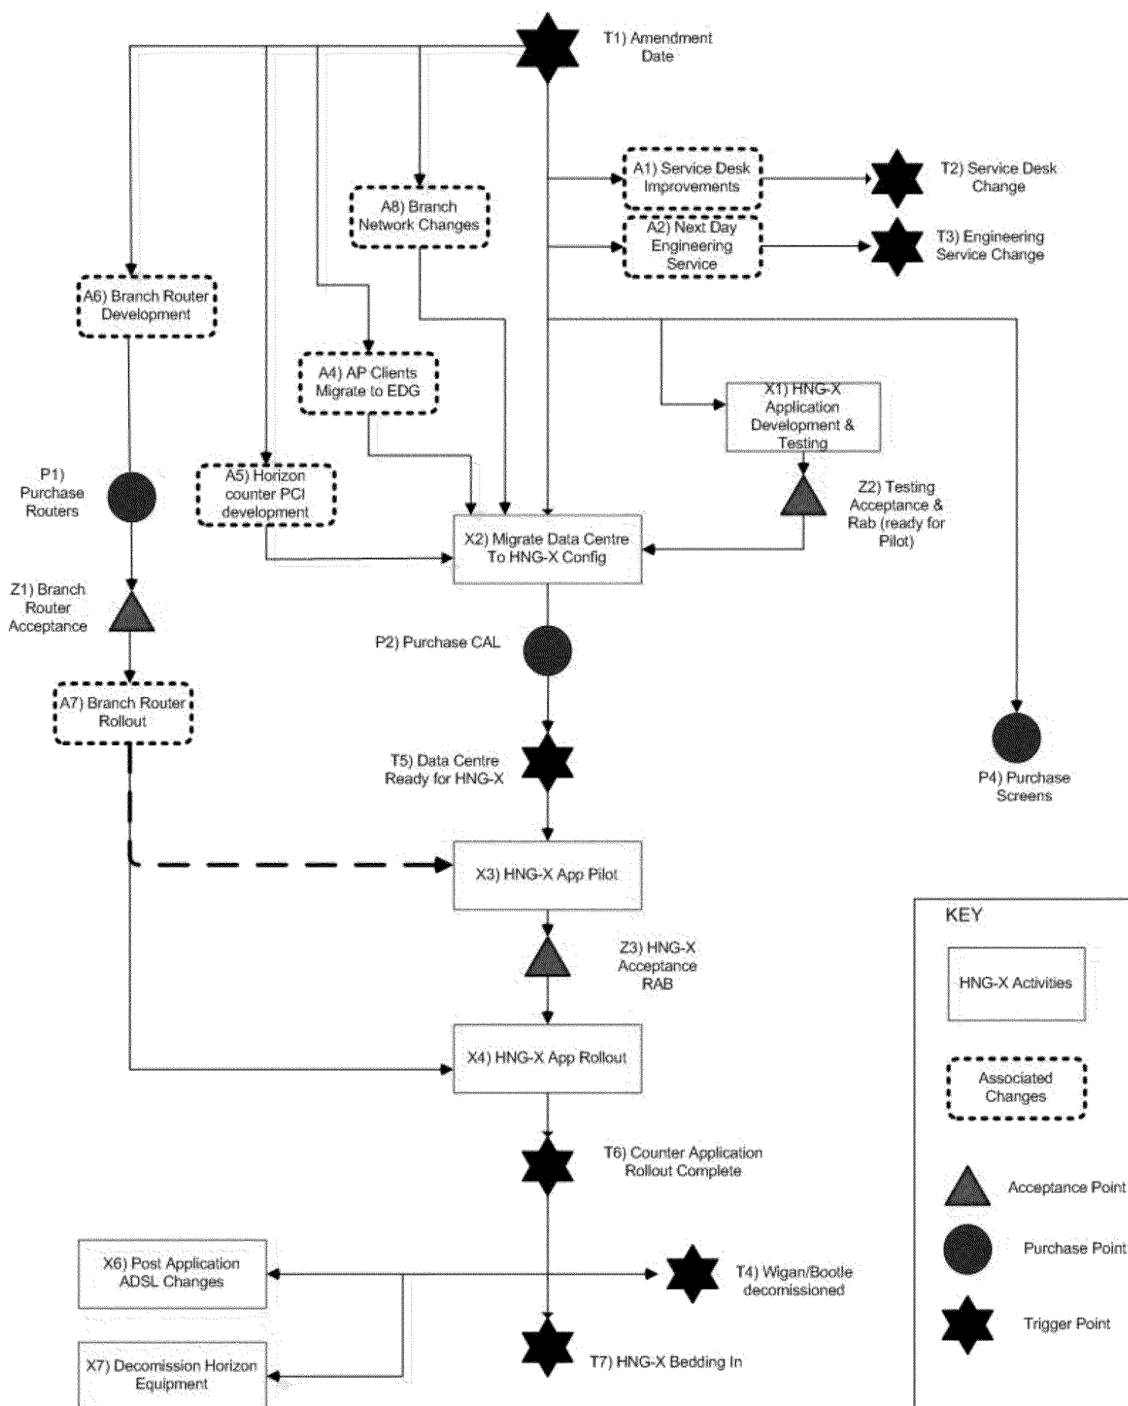 T1) Amendment
Date
A1) Service Desk
Improvements
T2) Service Desk
Change
A8) Branch
Network Changes
A2) Next Day
Engineering
Service
T3) Engineering
Service Change
A6) Branch Router
Development
A4) AP Clients
Migrate to EDG
X1) HNG-X
Application
Development &
Testing
P1)
Purchase
Routers
A5) Horizon
counter PCI
development
Z2) Testing
Acceptance &
Rab (ready for
Pilot)
X2) Migrate Data Centre
To HNG-X Config
Z1) Branch
Router
Acceptance
P2) Purchase CAL
A7) Branch Router
Rollout
T5) Data Centre
Ready for HNG-X
P4) Purchase
Screens
X3) HNG-X App Pilot
Z3) HNG-X
Acceptance
RAB
X4) HNG-X App Rollout
T6) Counter Application
Rollout Complete
X6) Post Application
ADSL Changes
T4) Wigan/Bootle
decomissioned
X7) Decomission Horizon
Equipment
T7) HNG-X Bedding In
KEY
HNG-X Activities
Associated
Changes
Acceptance Point
Purchase Point
Trigger Point